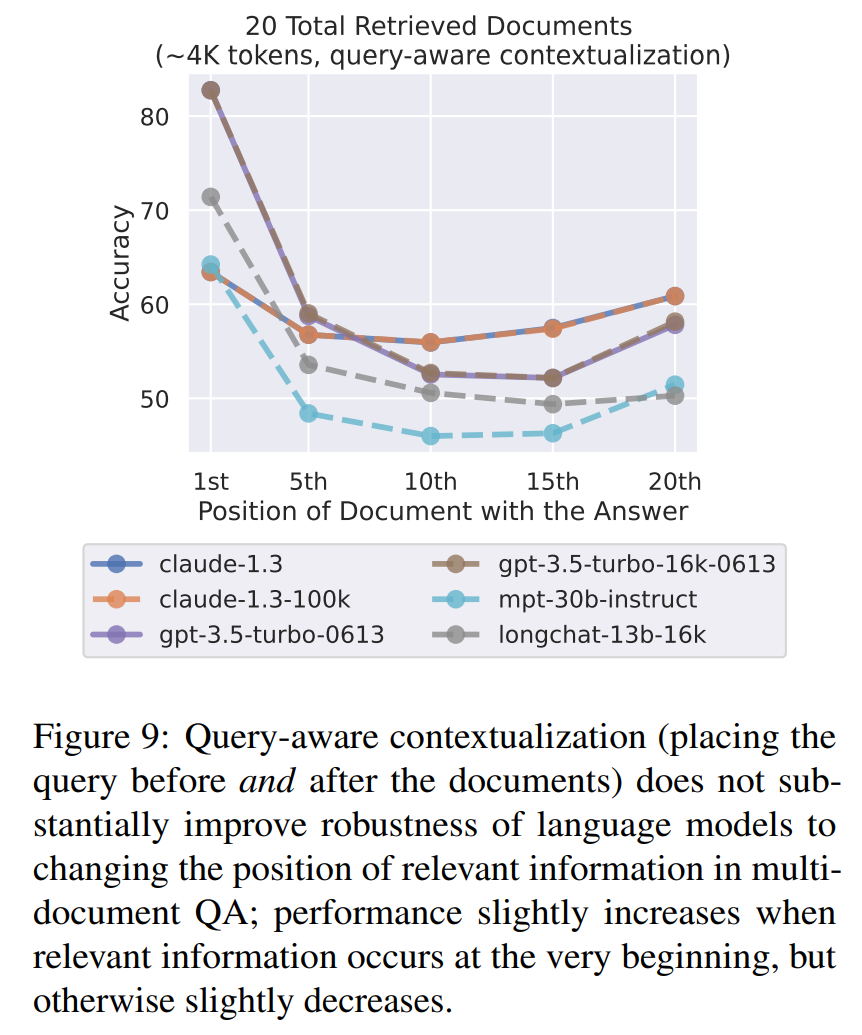 20 Total Retrieved Documents
(~4K tokens, query-aware contextualization)
80
70
60
50
Accuracy
1st 5th 10th 15th 20th
Position of Document with the Answer
claude-1.3 gpt-3.5-turbo-16k-0613
claude-1.3-100k mpt-30b-instruct
gpt-3.5-turbo-0613 longchat-13b-16k
Figure 9: Query-aware contextualization (placing the
query before and after the documents) does not sub-
stantially improve robustness of language models to
changing the position of relevant information in multi-
document QA; performance slightly increases when
relevant information occurs at the very beginning, but
otherwise slightly decreases.